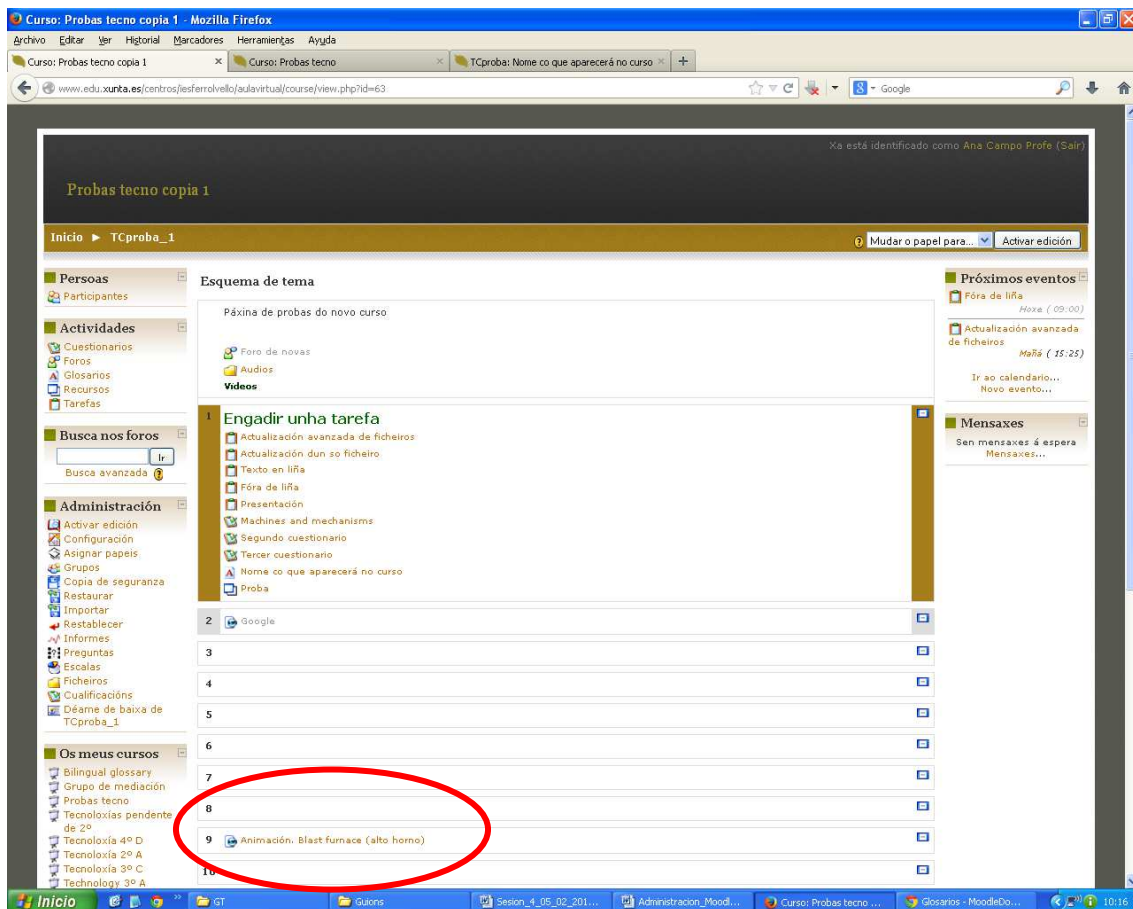 Curso: Probas tecno copia 1 - Mozilla Firefox
Archivo Editar Ver Historial Marcadores Herramientas Ayuda
Curso: Probas tecno copia 1 × Curso: Probas tecno × TCproba: Nome co que aparecerá no curso × +
www.edu.xunta.es/centros/iesferrolvello/aulavirtual/course/view.php?id=63 Google
Xa está identificado como Ana Campo Profe (Saír)
Probas tecno copia 1
Inicio ► TCproba_1
Mudar o papel para... Activar edición
Persoas
Participantes
Actividades
Cuestionarios
Foros
Glosarios
Recursos
Tarefas
Busca nos foros
Ir
Busca avanzada
Administración
Activar edición
Configuración
Asignar papeis
Grupos
Copia de seguranza
Restaurar
Importar
Restablecer
Informes
Preguntas
Escalas
Ficheiros
Cualificacións
Déame de baixa de
TCproba_1
Os meus cursos
Bilingual glossary
Grupo de mediación
Probas tecno
Tecnoloxías pendente
de 2º
Tecnoloxía 4º D
Tecnoloxía 2º A
Tecnoloxía 3º C
Technology 3º A
Esquema de tema
Páxina de probas do novo curso
Foro de novas
Audios
Vídeos
1 Engadir unha tarefa
Actualización avanzada de ficheiros
Actualización dun so ficheiro
Texto en liña
Fóra de liña
Presentación
Machines and mechanisms
Segundo cuestionario
Tercer cuestionario
Nome co que aparecerá no curso
Proba
2 Google
3
4
5
6
7
8
9 Animación. Blast furnace (alto horno)
10
Próximos eventos
Fóra de liña
Hoxe ( 09:00)
Actualización avanzada
de ficheiros
Mañá ( 15:25)
Ir ao calendario...
Novo evento...
Mensaxes
Sen mensaxes á espera
Mensaxes...
Inicio GT Guions Sesion_4_05_02_201... Administracion_Mood... Curso: Probas tecno ... Glosarios - MoodleDo... 10:16